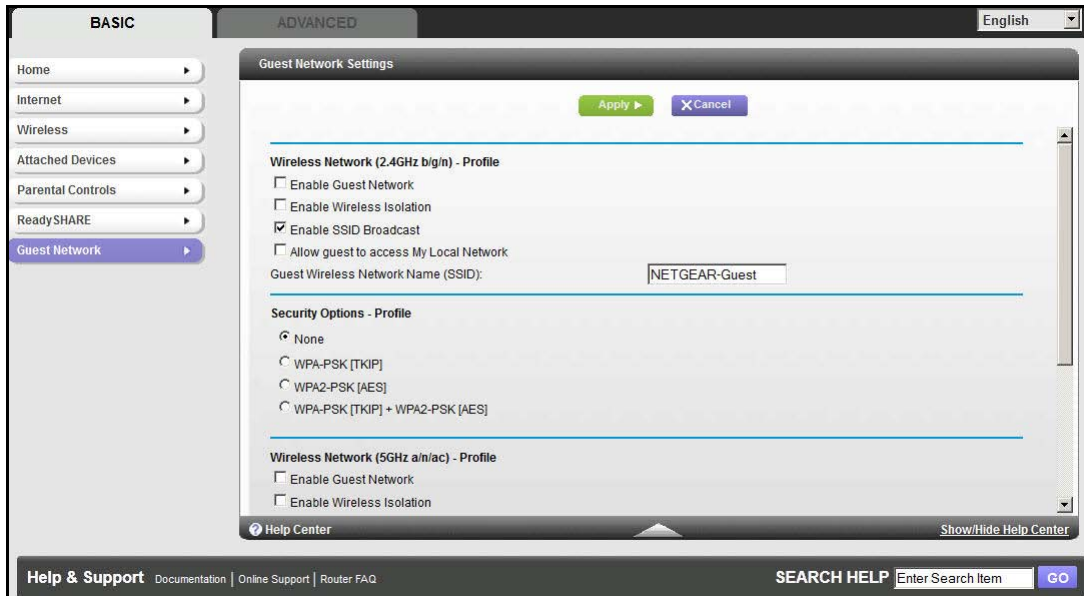 BASIC
ADVANCED
English
Home
Internet
Wireless
Attached Devices
Parental Controls
ReadySHARE
Guest Network
Guest Network Settings
Apply
Cancel
Wireless Network (2.4GHz b/g/n) - Profile
Enable Guest Network
Enable Wireless Isolation
Enable SSID Broadcast
Allow guest to access My Local Network
Guest Wireless Network Name (SSID): NETGEAR-Guest
Security Options - Profile
None
WPA-PSK [TKIP]
WPA2-PSK [AES]
WPA-PSK [TKIP] + WPA2-PSK [AES]
Wireless Network (5GHz a/n/ac) - Profile
Enable Guest Network
Enable Wireless Isolation
Help Center
Show/Hide Help Center
Help & Support Documentation | Online Support | Router FAQ
SEARCH HELP Enter Search Item GO